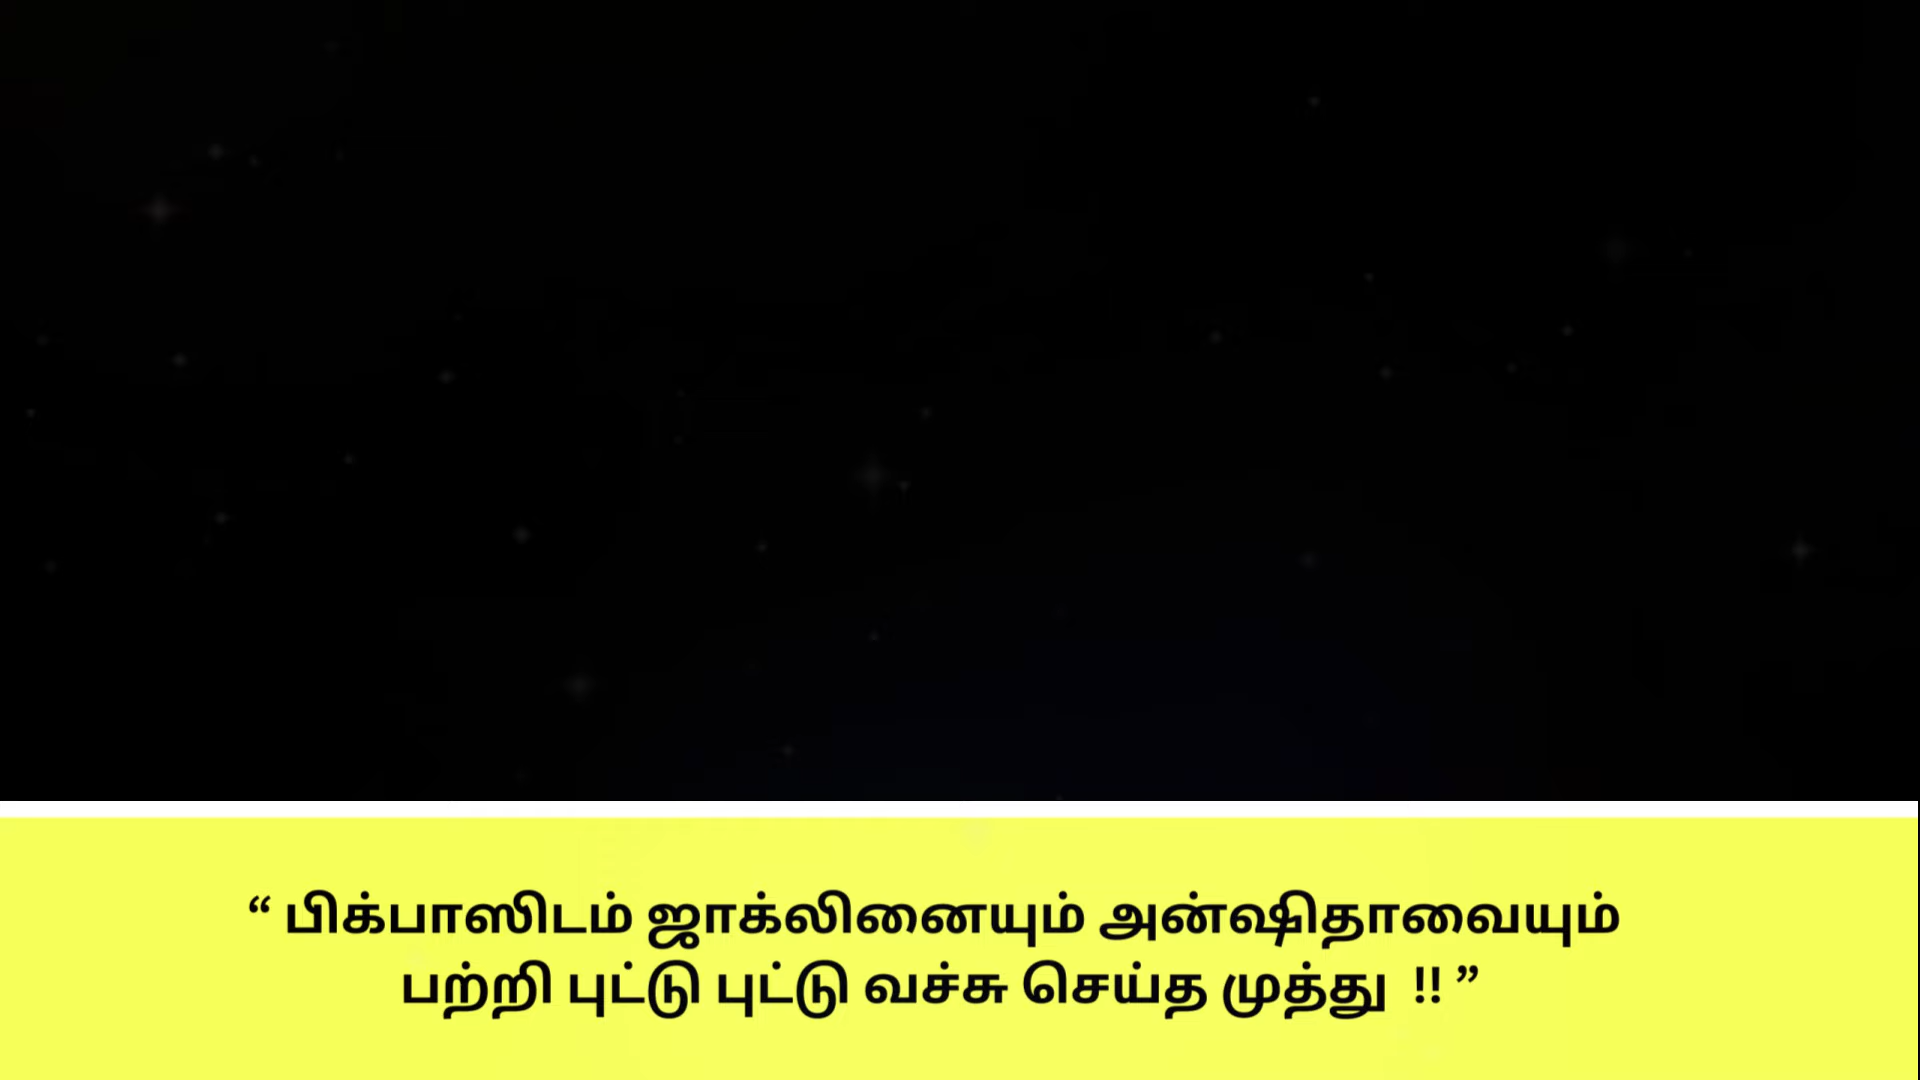 “ பிக்பாஸிடம் ஜாக்லினையும் அன்ஷிதாவையும்
பற்றி புட்டு புட்டு வச்சு செய்த முத்து !! ”